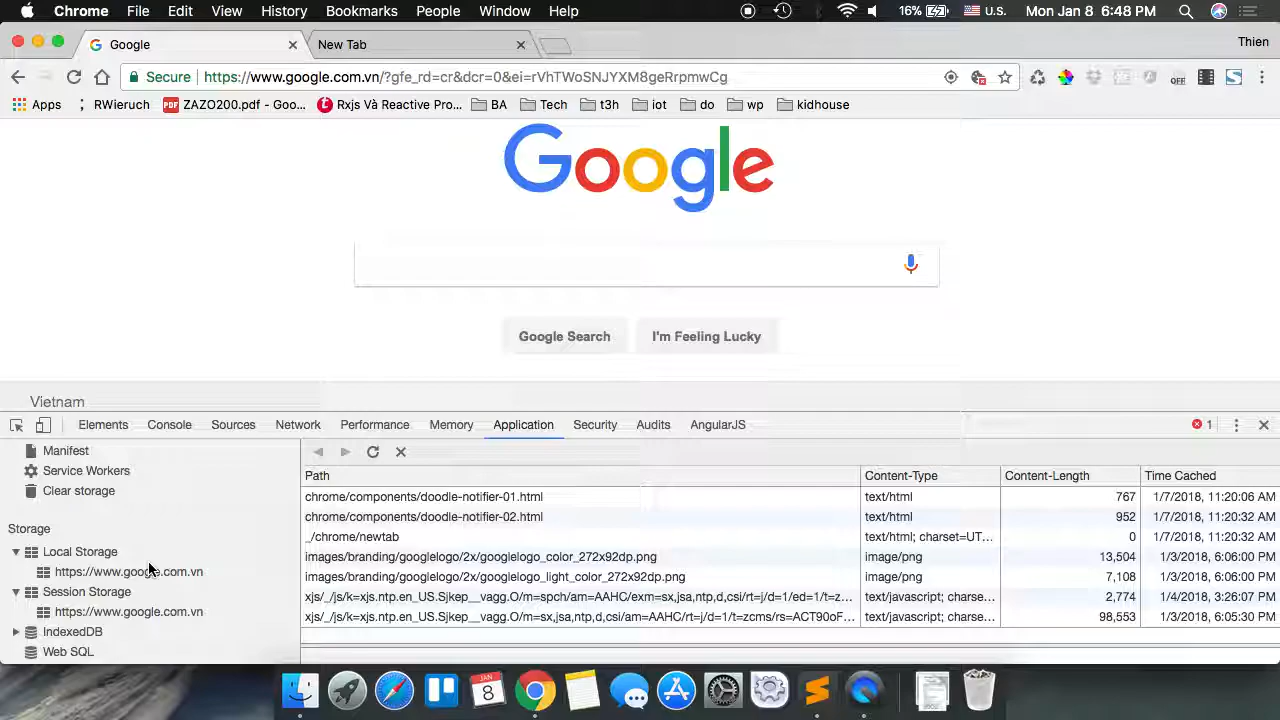 Chrome File Edit View History Bookmarks People Window Help 16% U.S. Mon Jan 8 6:48 PM
Google New Tab Thien
Secure https://www.google.com.vn/?gfe_rd=cr&dcr=0&ei=rVhTWoSNJYXM8geRrpmwCg OFF S
Apps RWieruch PDF ZAZO200.pdf - Goo... Rxjs Và Reactive Pro... BA Tech t3h iot do wp kidhouse
Google
Google Search I'm Feeling Lucky
Vietnam
Elements Console Sources Network Performance Memory Application Security Audits AngularJS 1
Manifest
Service Workers
Clear storage
Storage
Local Storage
https://www.google.com.vn
Session Storage
https://www.google.com.vn
IndexedDB
Web SQL
Path Content-Type Content-Length Time Cached
chrome/components/doodle-notifier-01.html text/html 767 1/7/2018, 11:20:06 AM
chrome/components/doodle-notifier-02.html text/html 952 1/7/2018, 11:20:32 AM
_/chrome/newtab text/html; charset=UT... 0 1/7/2018, 11:20:32 AM
images/branding/googlelogo/2x/googlelogo_color_272x92dp.png image/png 13,504 1/3/2018, 6:06:00 PM
images/branding/googlelogo/2x/googlelogo_light_color_272x92dp.png image/png 7,108 1/3/2018, 6:06:00 PM
xjs/_/js/k=xjs.ntp.en_US.Sjkep__vagg.O/m=spch/am=AAHC/exm=sx,jsa,ntp,d,csi/rt=j/d=1/ed=1/t=z... text/javascript; charse... 2,774 1/4/2018, 3:26:07 PM
xjs/_/js/k=xjs.ntp.en_US.Sjkep__vagg.O/m=sx,jsa,ntp,d,csi/am=AAHC/rt=j/d=1/t=zcms/rs=ACT90oF... text/javascript; charse... 98,553 1/3/2018, 6:05:30 PM
JAN 8